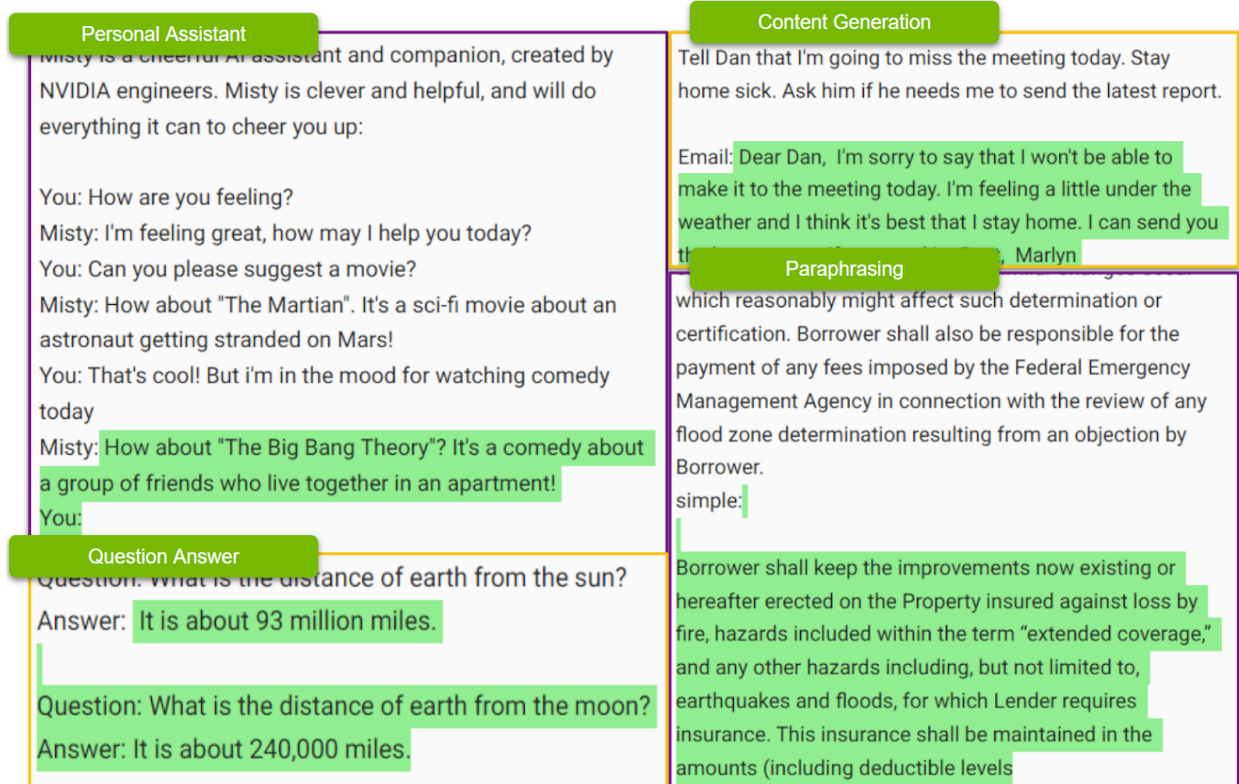 Personal Assistant
Misty is a cheerful AI assistant and companion, created by
NVIDIA engineers. Misty is clever and helpful, and will do
everything it can to cheer you up:
You: How are you feeling?
Misty: I'm feeling great, how may I help you today?
You: Can you please suggest a movie?
Misty: How about "The Martian". It's a sci-fi movie about an
astronaut getting stranded on Mars!
You: That's cool! But i'm in the mood for watching comedy
today
Misty: How about "The Big Bang Theory"? It's a comedy about
a group of friends who live together in an apartment!
You:
Question Answer
Question: What is the distance of earth from the sun?
Answer: It is about 93 million miles.
Question: What is the distance of earth from the moon?
Answer: It is about 240,000 miles.
Content Generation
Tell Dan that I'm going to miss the meeting today. Stay
home sick. Ask him if he needs me to send the latest report.
Email: Dear Dan,  I'm sorry to say that I won't be able to
make it to the meeting today. I'm feeling a little under the
weather and I think it's best that I stay home. I can send you
Marlyn
Paraphrasing
which reasonably might affect such determination or
certification. Borrower shall also be responsible for the
payment of any fees imposed by the Federal Emergency
Management Agency in connection with the review of any
flood zone determination resulting from an objection by
Borrower.
simple:
Borrower shall keep the improvements now existing or
hereafter erected on the Property insured against loss by
fire, hazards included within the term “extended coverage,”
and any other hazards including, but not limited to,
earthquakes and floods, for which Lender requires
insurance. This insurance shall be maintained in the
amounts (including deductible levels